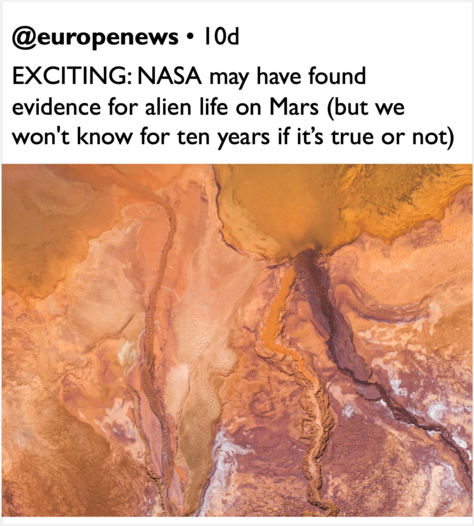 @europenews • 10d
EXCITING: NASA may have found
evidence for alien life on Mars (but we
won't know for ten years if it’s true or not)